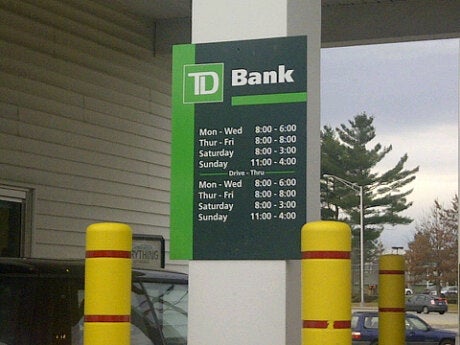 TD Bank
Mon - Wed 8:00 - 6:00
Thur - Fri 8:00 - 8:00
Saturday 8:00 - 3:00
Sunday 11:00 - 4:00
Drive - Thru
Mon - Wed 8:00 - 6:00
Thur - Fri 8:00 - 8:00
Saturday 8:00 - 3:00
Sunday 11:00 - 4:00